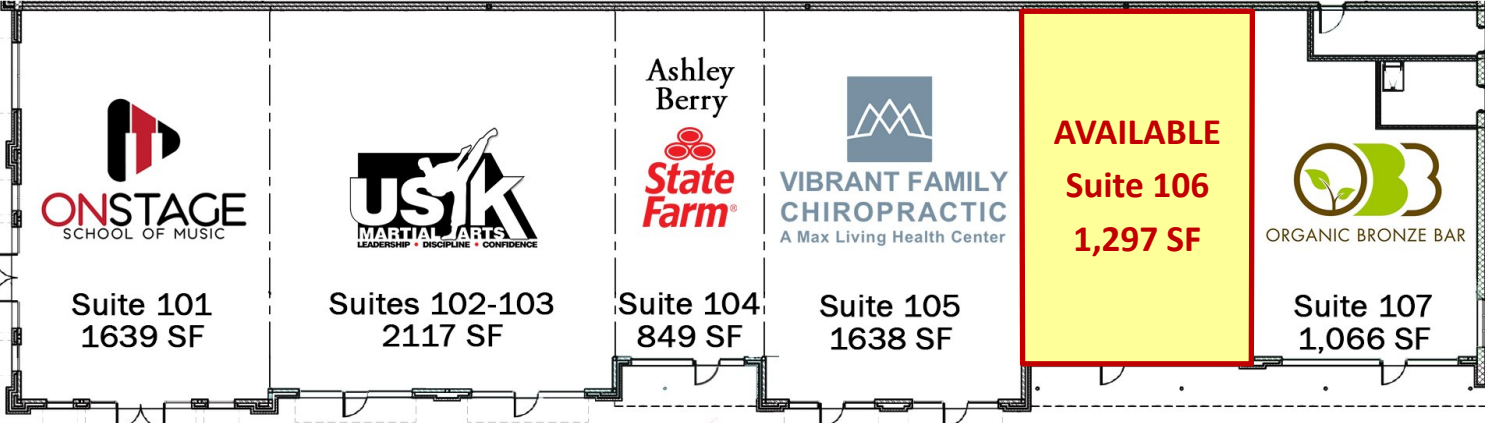 ONSTAGE
SCHOOL OF MUSIC
Suite 101
1639 SF
USK
MARTIAL ARTS
LEADERSHIP • DISCIPLINE • CONFIDENCE
Suites 102-103
2117 SF
Ashley
Berry
State
Farm®
Suite 104
849 SF
VIBRANT FAMILY
CHIROPRACTIC
A Max Living Health Center
Suite 105
1638 SF
AVAILABLE
Suite 106
1,297 SF
OBB
ORGANIC BRONZE BAR
Suite 107
1,066 SF